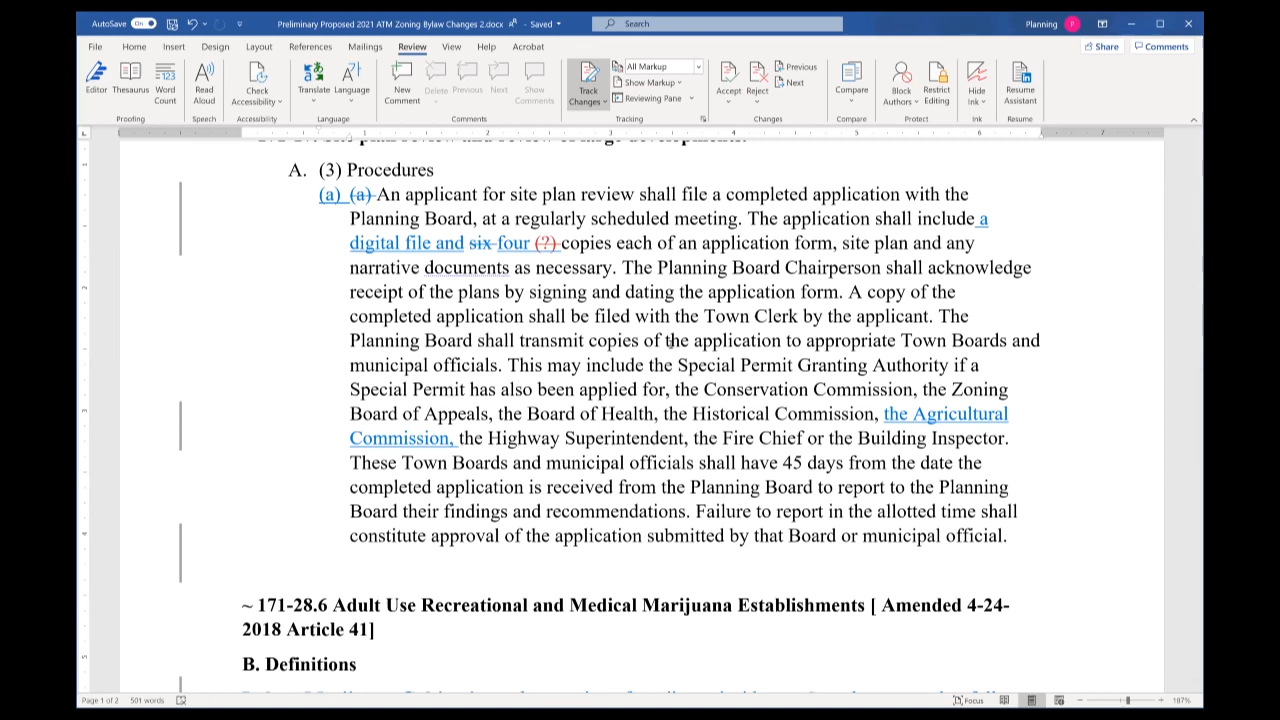 AutoSave On Preliminary Proposed 2021 ATM Zoning Bylaw Changes 2.docx - Saved Search Planning P
File Home Insert Design Layout References Mailings Review View Help Acrobat Share Comments
Editor Thesaurus Word Count Read Aloud Check Accessibility Translate Language New Comment Delete Previous Next Show Comments Track Changes All Markup Show Markup Reviewing Pane Accept Reject Previous Next Compare Block Authors Restrict Editing Hide Ink Resume Assistant
Proofing Speech Accessibility Language Comments Tracking Changes Compare Protect Ink Resume
A. (3) Procedures
(a) (a) An applicant for site plan review shall file a completed application with the
Planning Board, at a regularly scheduled meeting. The application shall include a
digital file and six four (?) copies each of an application form, site plan and any
narrative documents as necessary. The Planning Board Chairperson shall acknowledge
receipt of the plans by signing and dating the application form. A copy of the
completed application shall be filed with the Town Clerk by the applicant. The
Planning Board shall transmit copies of the application to appropriate Town Boards and
municipal officials. This may include the Special Permit Granting Authority if a
Special Permit has also been applied for, the Conservation Commission, the Zoning
Board of Appeals, the Board of Health, the Historical Commission, the Agricultural
Commission, the Highway Superintendent, the Fire Chief or the Building Inspector.
These Town Boards and municipal officials shall have 45 days from the date the
completed application is received from the Planning Board to report to the Planning
Board their findings and recommendations. Failure to report in the allotted time shall
constitute approval of the application submitted by that Board or municipal official.
~ 171-28.6 Adult Use Recreational and Medical Marijuana Establishments [ Amended 4-24-
2018 Article 41]
B. Definitions
Page 1 of 2 501 words Focus 187%